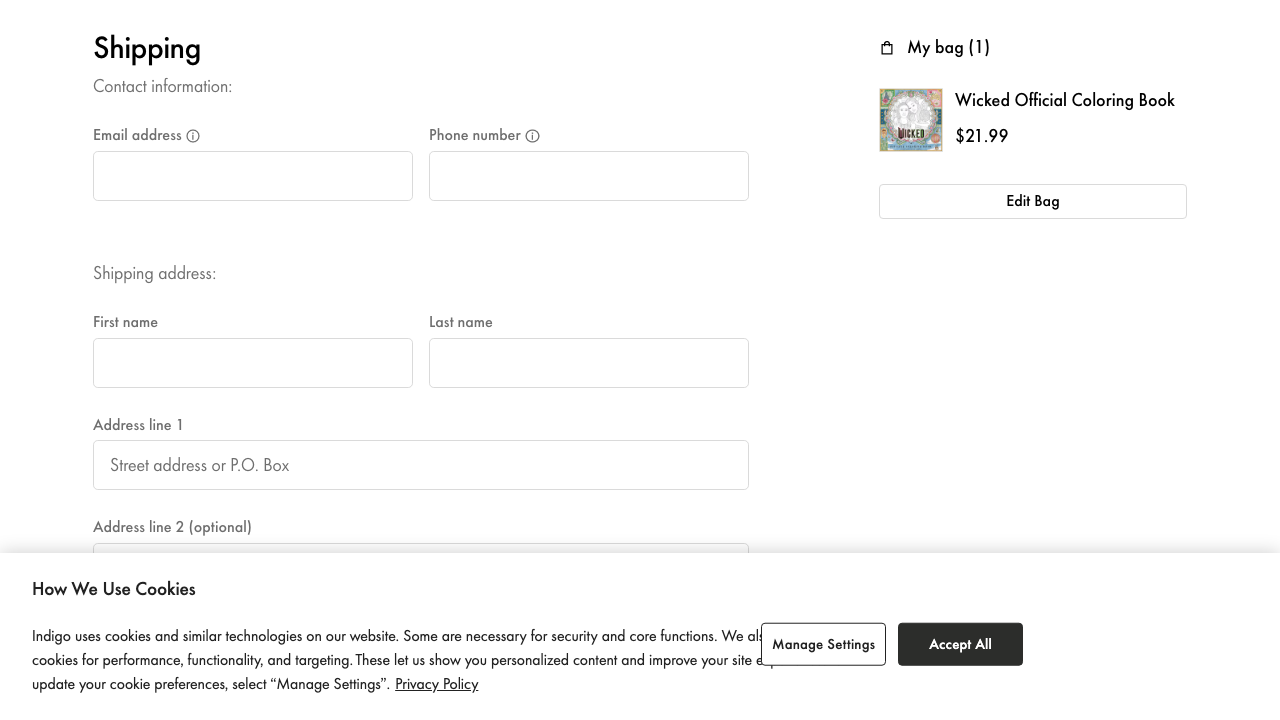 Shipping
Contact information:
Email address
Phone number
Shipping address:
First name
Last name
Address line 1
Street address or P.O. Box
Address line 2 (optional)
My bag (1)
WICKED
Wicked Official Coloring Book
$21.99
Edit Bag
How We Use Cookies
Indigo uses cookies and similar technologies on our website. Some are necessary for security and core functions. We
cookies for performance, functionality, and targeting. These let us show you personalized content and improve your site
update your cookie preferences, select “Manage Settings”. Privacy Policy
Manage Settings
Accept All